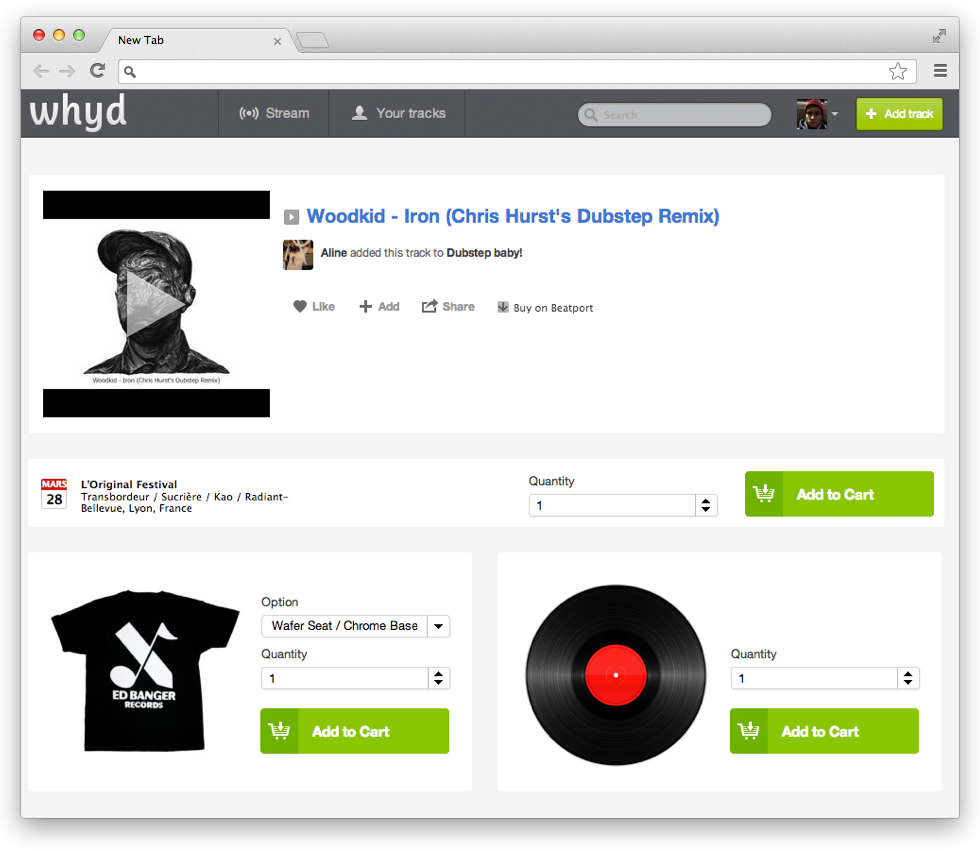 New Tab
whyd
Stream
Your tracks
Search
Add track
Woodkid - Iron (Chris Hurst's Dubstep Remix)
Aline added this track to Dubstep baby!
Like
Add
Share
Buy on Beatport
Woodkid - Iron (Chris Hurst's Dubstep Remix)
MARS
28
L'Original Festival
Transbordeur / Sucrière / Kao / Radiant-
Bellevue, Lyon, France
Quantity
1
Add to Cart
Option
Wafer Seat / Chrome Base
Quantity
1
Add to Cart
ED BANGER
RECORDS
Quantity
1
Add to Cart